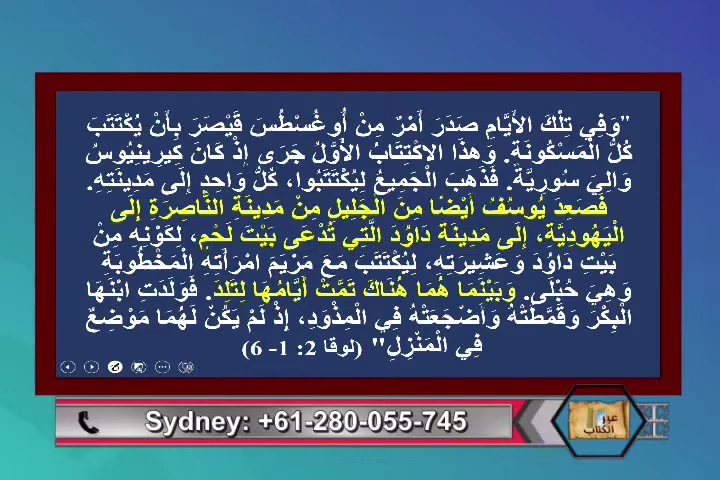 "وَفِي تِلْكَ الأَيَّامِ صَدَرَ أَمْرٌ مِنْ أُوغُسْطُسَ قَيْصَرَ بِأَنْ يُكْتَتَبَ
كُلُّ الْمَسْكُونَةِ. وَهذَا الاكْتِتَابُ الأَوَّلُ جَرَى إِذْ كَانَ كِيرِينِيُوسُ
وَالِيَ سُورِيَّةَ. فَذَهَبَ الْجَمِيعُ لِيُكْتَتَبُوا، كُلُّ وَاحِدٍ إِلَى مَدِينَتِهِ.
فَصَعِدَ يُوسُفُ أَيْضًا مِنَ الْجَلِيلِ مِنْ مَدِينَةِ النَّاصِرَةِ إِلَى
الْيَهُودِيَّةِ، إِلَى مَدِينَةِ دَاوُدَ الَّتِي تُدْعَى بَيْتَ لَحْمٍ، لِكَوْنِهِ مِنْ
بَيْتِ دَاوُدَ وَعَشِيرَتِهِ، لِيُكْتَتَبَ مَعَ مَرْيَمَ امْرَأَتِهِ الْمَخْطُوبَةِ
وَهِيَ حُبْلَى. وَبَيْنَمَا هُمَا هُنَاكَ تَمَّتْ أَيَّامُهَا لِتَلِدَ. فَوَلَدَتِ ابْنَهَا
الْبِكْرَ وَقَمَّطَتْهُ وَأَضْجَعَتْهُ فِي الْمِذْوَدِ، إِذْ لَمْ يَكُنْ لَهُمَا مَوْضِعٌ
فِي الْمَنْزِلِ" (لوقا 2: 1- 6)
Sydney: +61-280-055-745
عبر
الكتاب